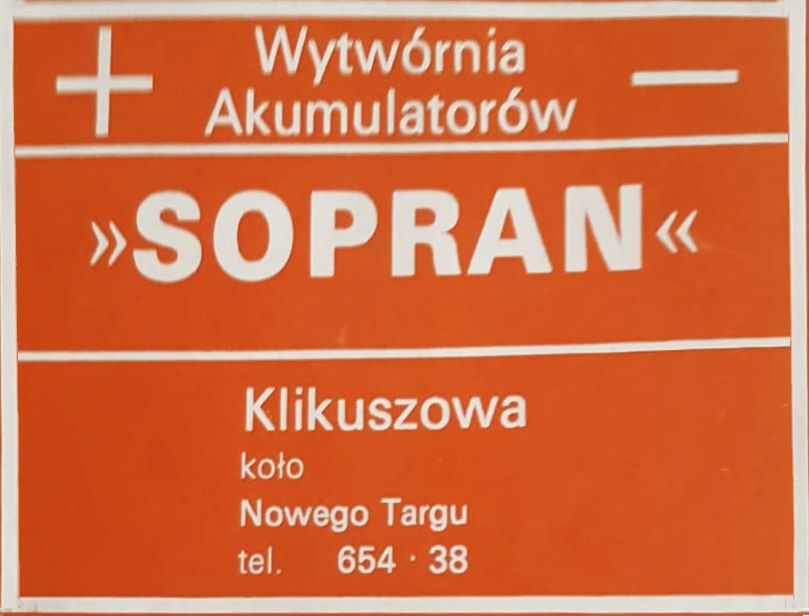 + Wytwórnia —
Akumulatorów
»SOPRAN«
Klikuszowa
koło
Nowego Targu
tel. 654 · 38